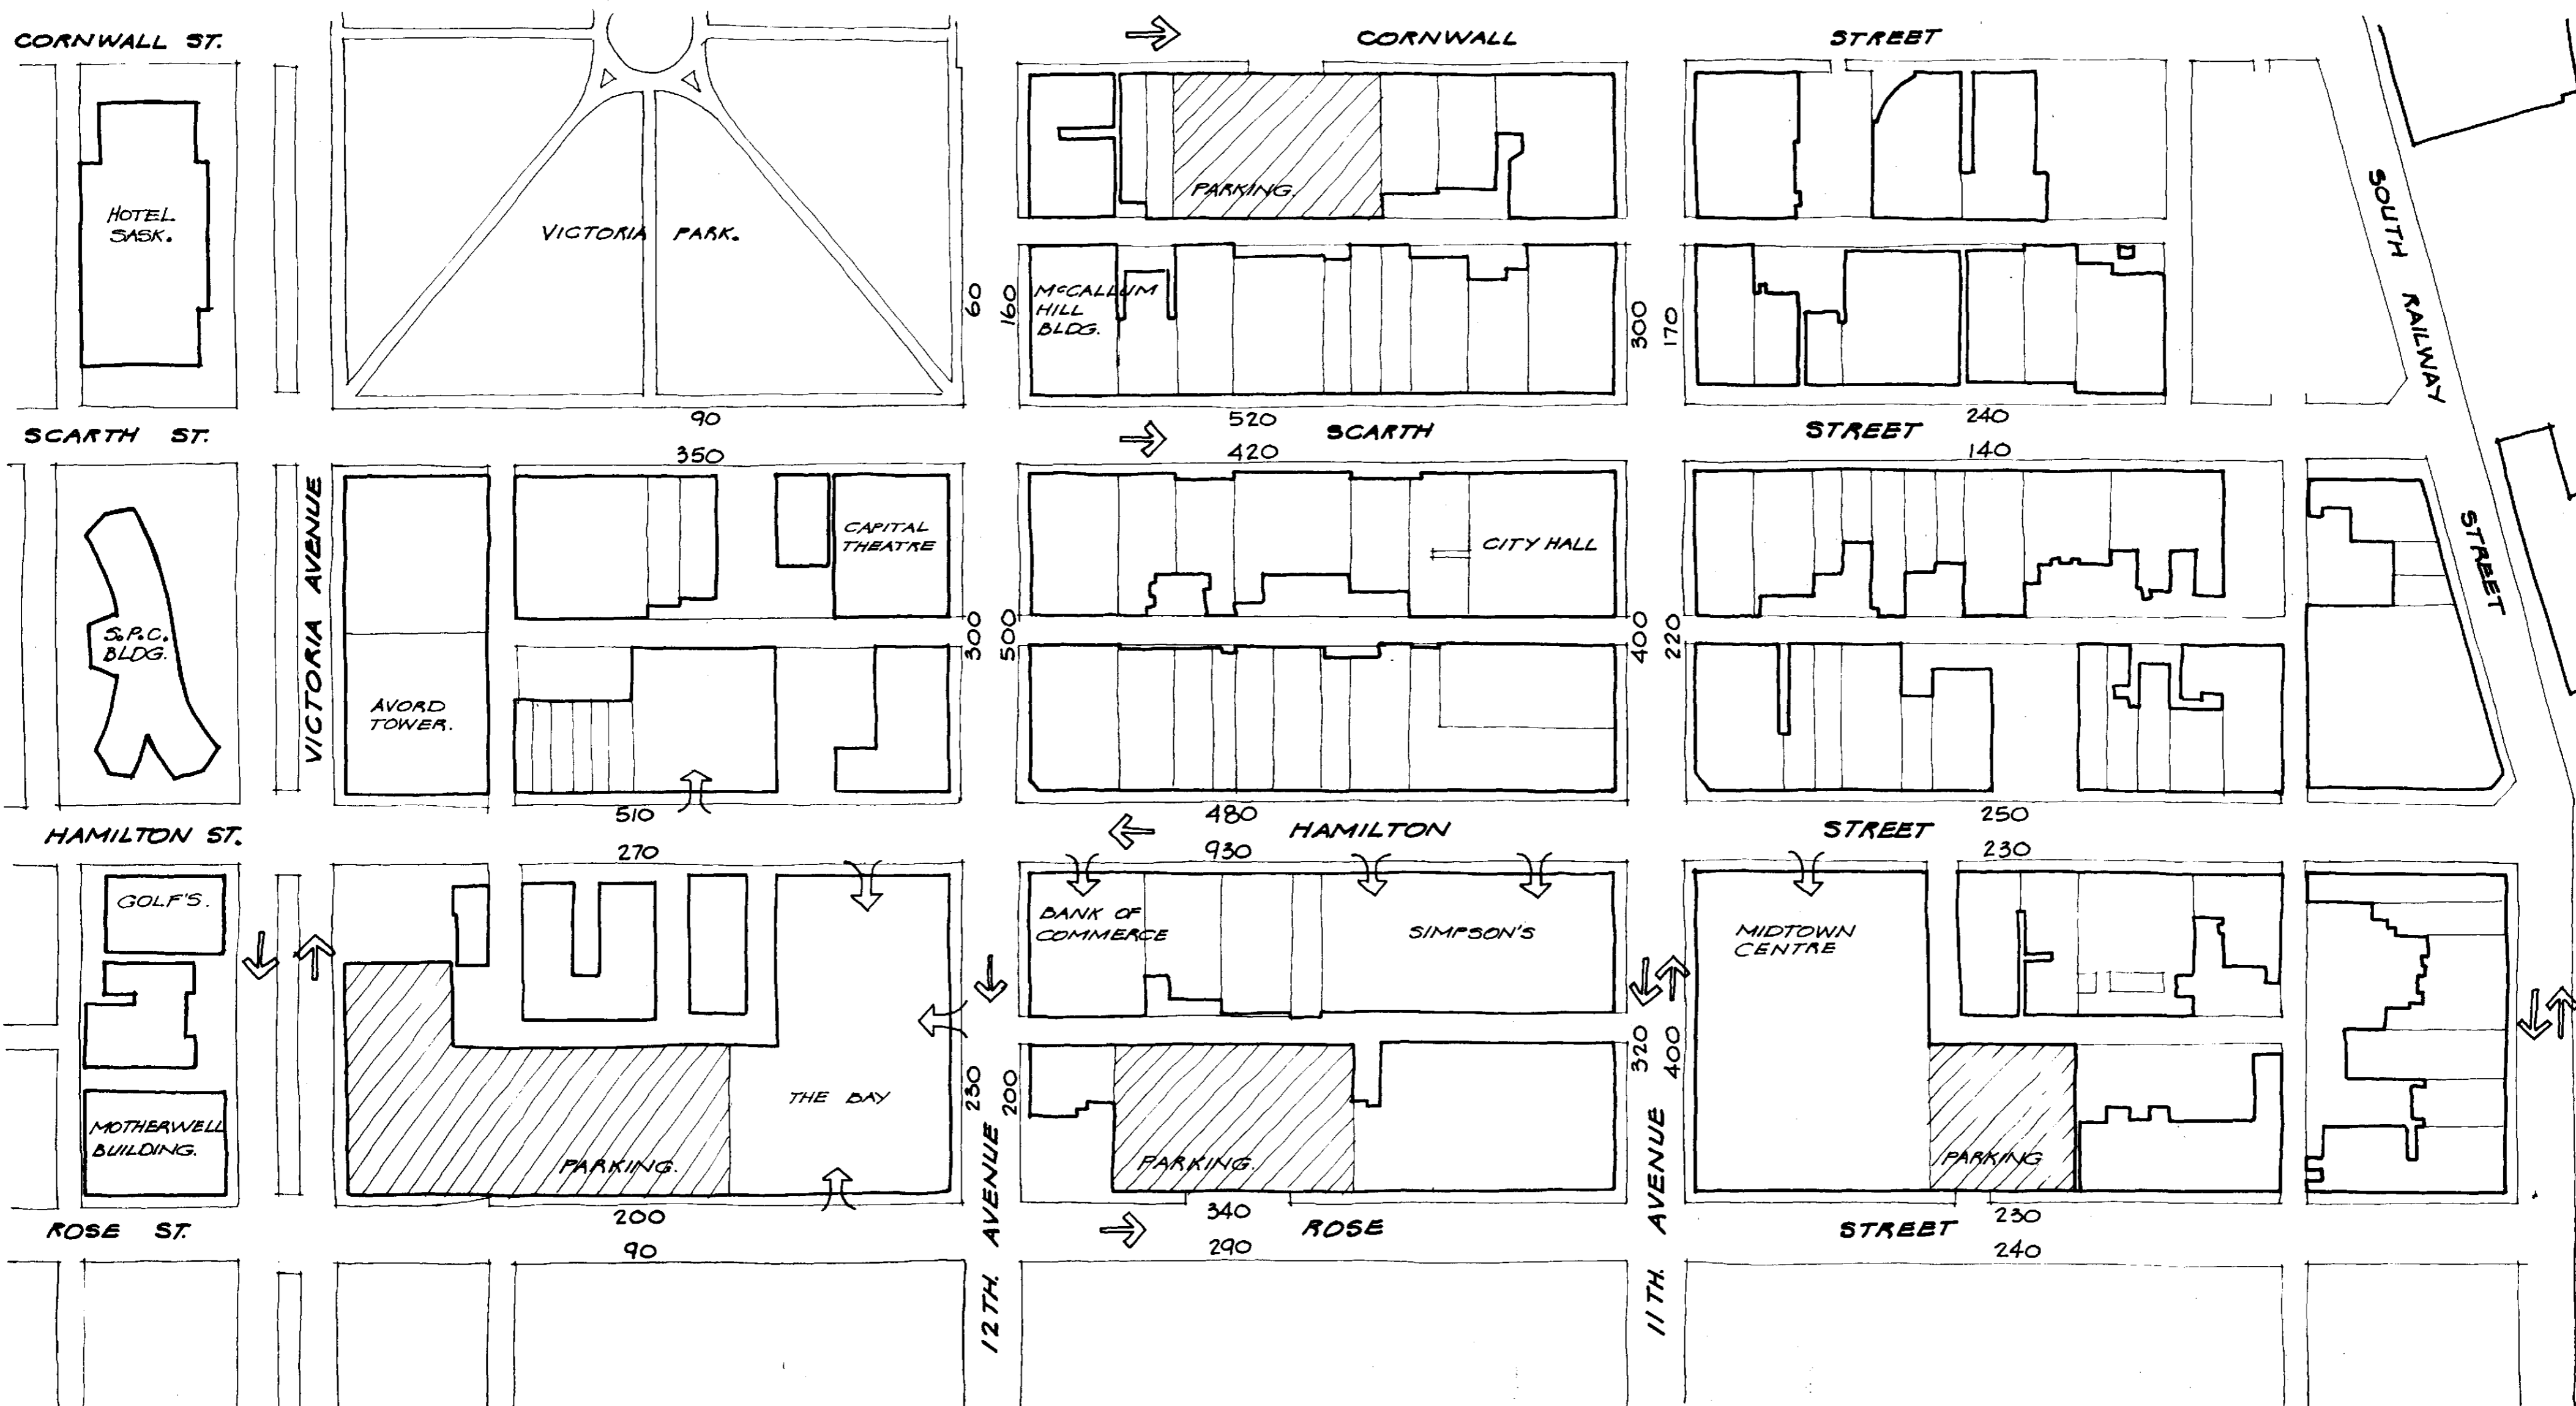 CORNWALL ST.
CORNWALL
STREET
HOTEL
SASK.
VICTORIA PARK.
PARKING.
SOUTH RAILWAY
STREET
60
160
McCALLUM
HILL
BLDG.
300
170
90
520
240
SCARTH ST.
SCARTH
STREET
350
420
140
VICTORIA AVENUE
CAPITAL
THEATRE
CITY HALL
S.P.C.
BLDG.
AVORD
TOWER.
300
500
400
220
510
480
250
HAMILTON ST.
HAMILTON
STREET
270
930
230
GOLF'S.
BANK OF
COMMERCE
SIMPSON'S
MIDTOWN
CENTRE
THE BAY
230
200
320
400
MOTHERWELL
BUILDING.
PARKING.
PARKING.
PARKING
200
340
230
ROSE ST.
ROSE
STREET
90
290
240
12TH. AVENUE
11TH. AVENUE